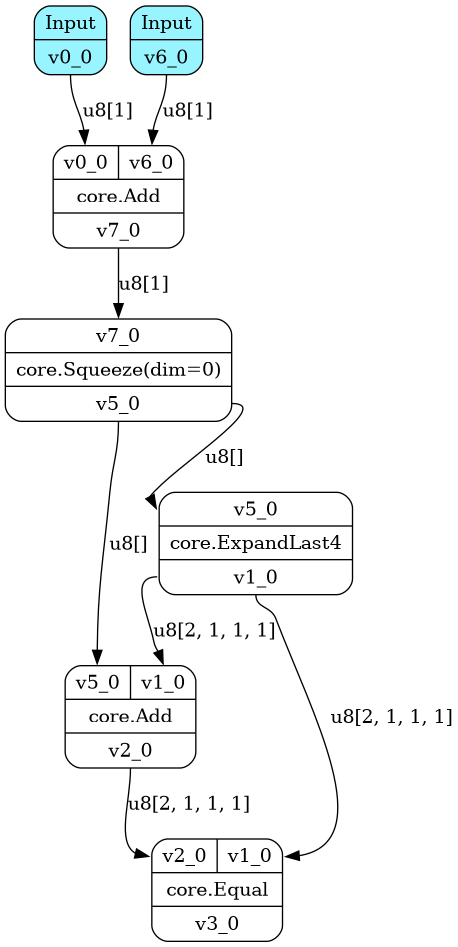 Input
v0_0
Input
v6_0
u8[1]
u8[1]
v0_0 v6_0
core.Add
v7_0
u8[1]
v7_0
core.Squeeze(dim=0)
v5_0
u8[]
v5_0
core.ExpandLast4
v1_0
u8[]
u8[2, 1, 1, 1]
v5_0 v1_0
core.Add
v2_0
u8[2, 1, 1, 1]
u8[2, 1, 1, 1]
v2_0 v1_0
core.Equal
v3_0